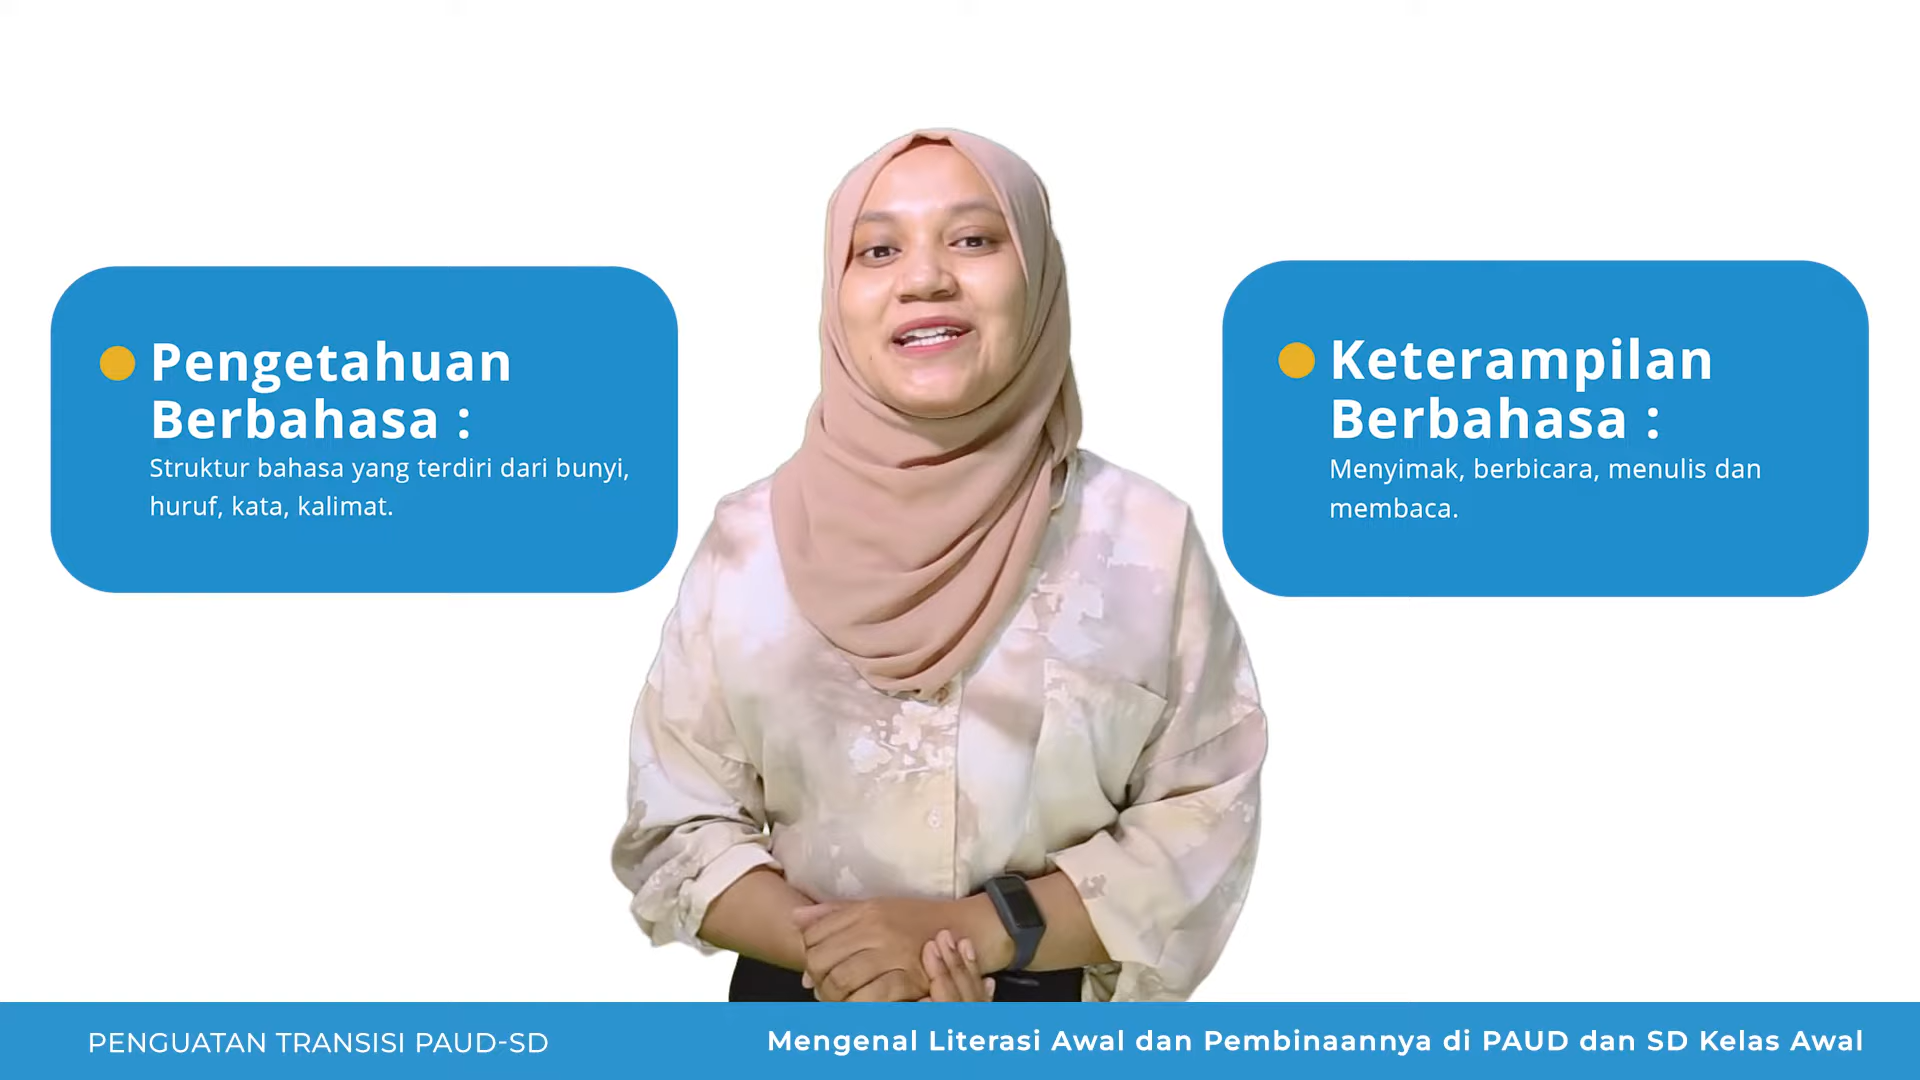 Pengetahuan
Berbahasa :
Struktur bahasa yang terdiri dari bunyi,
huruf, kata, kalimat.
Keterampilan
Berbahasa :
Menyimak, berbicara, menulis dan
membaca.
PENGUATAN TRANSISI PAUD-SD
Mengenal Literasi Awal dan Pembinaannya di PAUD dan SD Kelas Awal